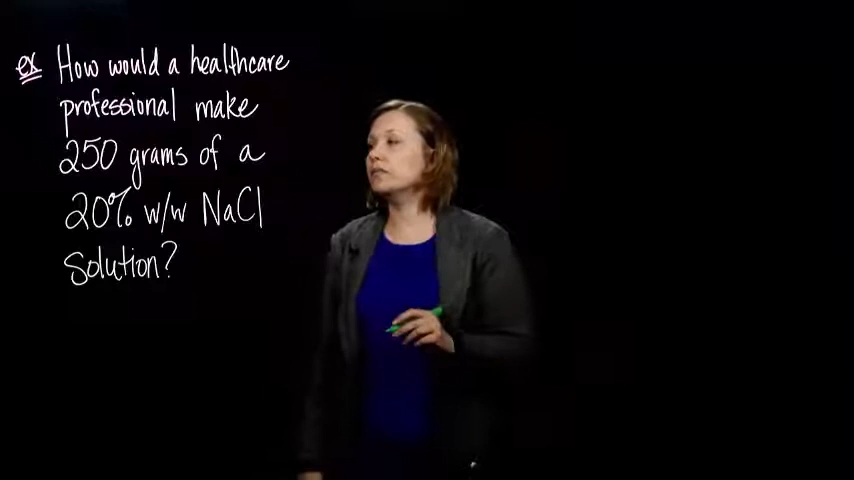 ex How would a healthcare
professional make
250 grams of a
20% w/w NaCl
solution?